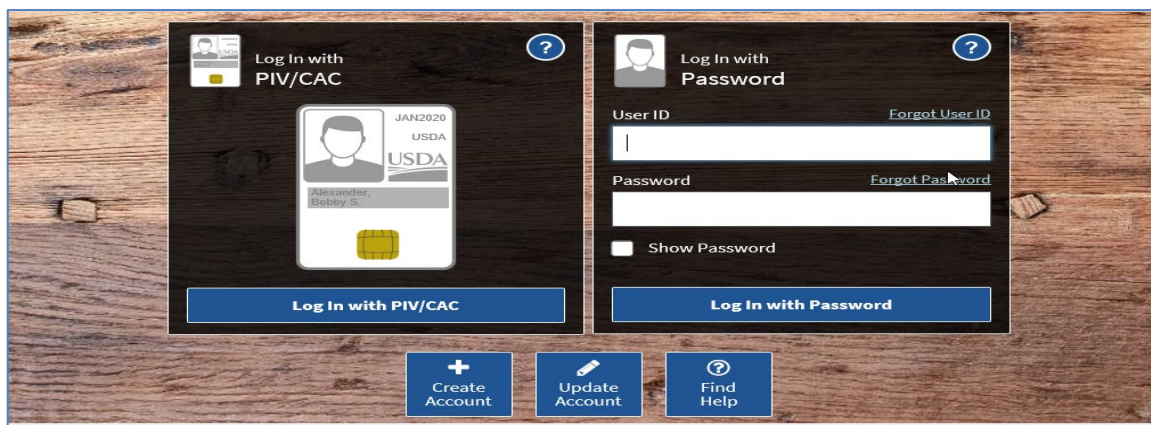 Log In with
PIV/CAC
?
USDA
JAN2020
USDA
USDA
Alexander,
Bobby S.
Log In with PIV/CAC
Log In with
Password
?
User ID
Forgot User ID
Password
Forgot Password
Show Password
Log In with Password
Create
Account
Update
Account
?
Find
Help